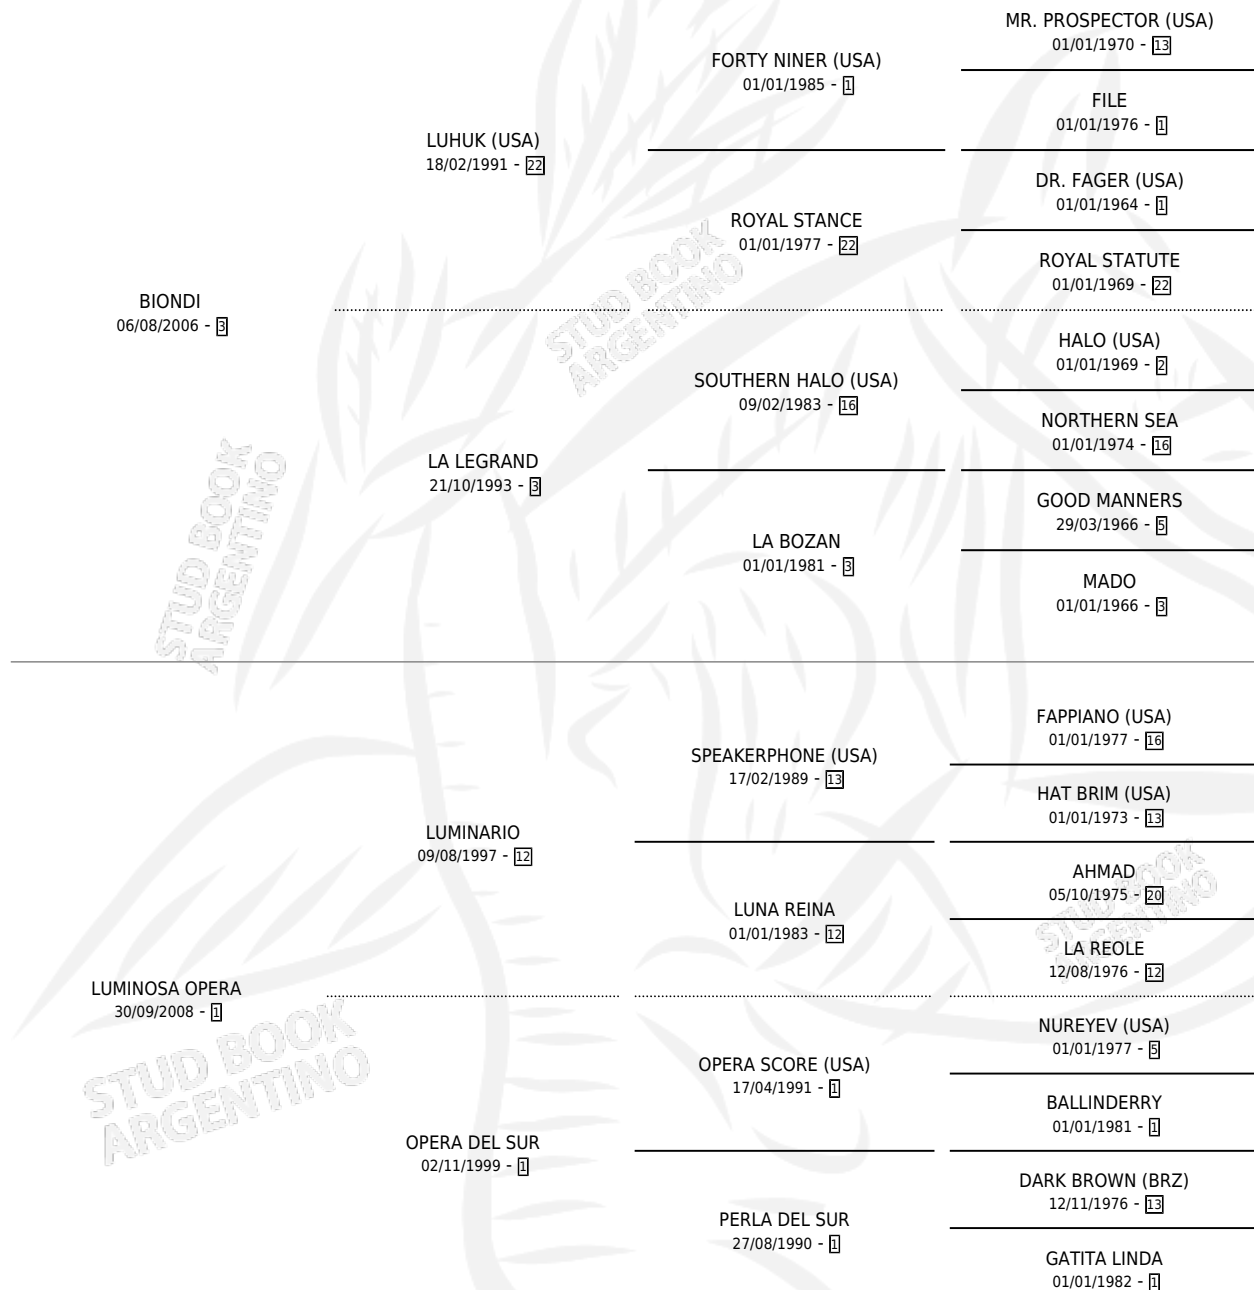 MR. PROSPECTOR (USA)
01/01/1970 - 13
FORTY NINER (USA)
01/01/1985 - 1
FILE
01/01/1976 - 1
LUHUK (USA)
18/02/1991 - 22
DR. FAGER (USA)
01/01/1964 - 1
ROYAL STANCE
01/01/1977 - 22
ROYAL STATUTE
01/01/1969 - 22
BIONDI
06/08/2006 - 3
HALO (USA)
01/01/1969 - 2
SOUTHERN HALO (USA)
09/02/1983 - 16
NORTHERN SEA
01/01/1974 - 16
LA LEGRAND
21/10/1993 - 3
GOOD MANNERS
29/03/1966 - 5
LA BOZAN
01/01/1981 - 3
MADO
01/01/1966 - 3
STUD BOOK
ARGENTINO
STUD BOOK
ARGENTINO
FAPPIANO (USA)
01/01/1977 - 16
SPEAKERPHONE (USA)
17/02/1989 - 13
HAT BRIM (USA)
01/01/1973 - 13
LUMINARIO
09/08/1997 - 12
AHMAD
05/10/1975 - 20
LUNA REINA
01/01/1983 - 12
LA REOLE
12/08/1976 - 12
STUD BOOK
ARGENTINO
LUMINOSA OPERA
30/09/2008 - 1
NUREYEV (USA)
01/01/1977 - 5
OPERA SCORE (USA)
17/04/1991 - 1
BALLINDERRY
01/01/1981 - 1
OPERA DEL SUR
02/11/1999 - 1
DARK BROWN (BRZ)
12/11/1976 - 13
PERLA DEL SUR
27/08/1990 - 1
GATITA LINDA
01/01/1982 - 1
STUD BOOK
ARGENTINO